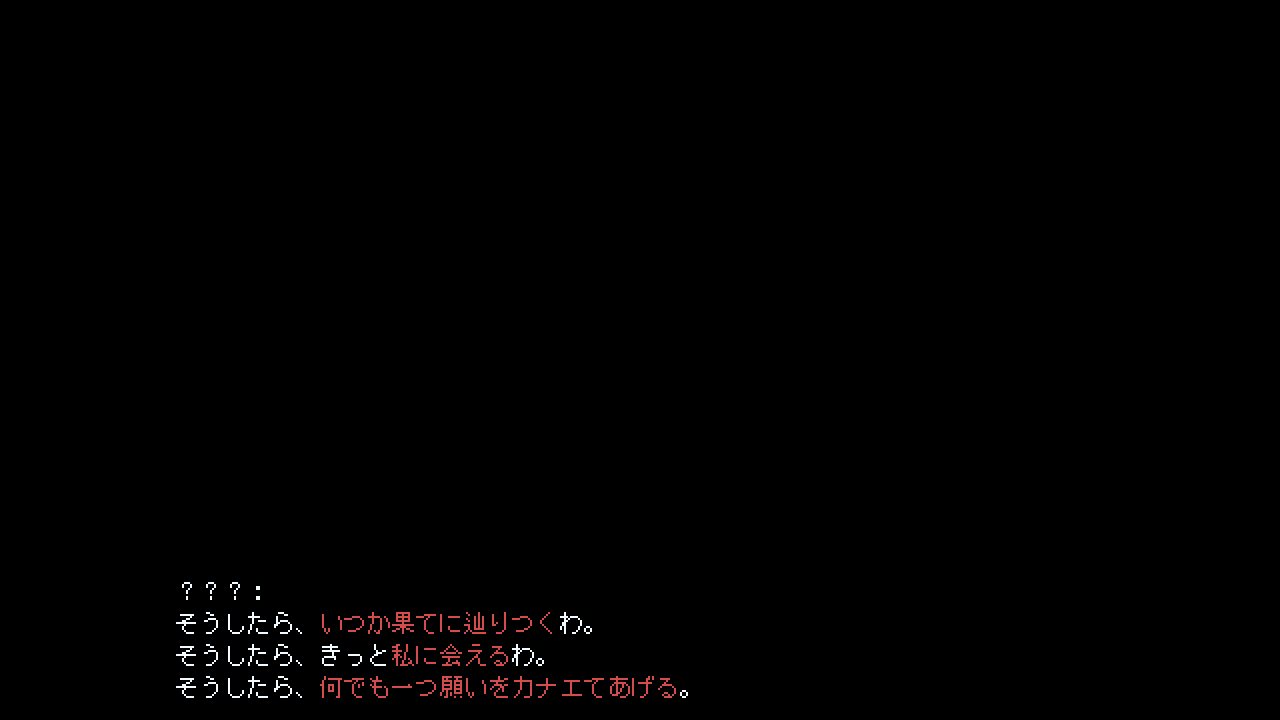 ？？？：
そうしたら、いつか果てに辿りつくわ。
そうしたら、きっと私に会えるわ。
そうしたら、何でも一つ願いをカナエてあげる。